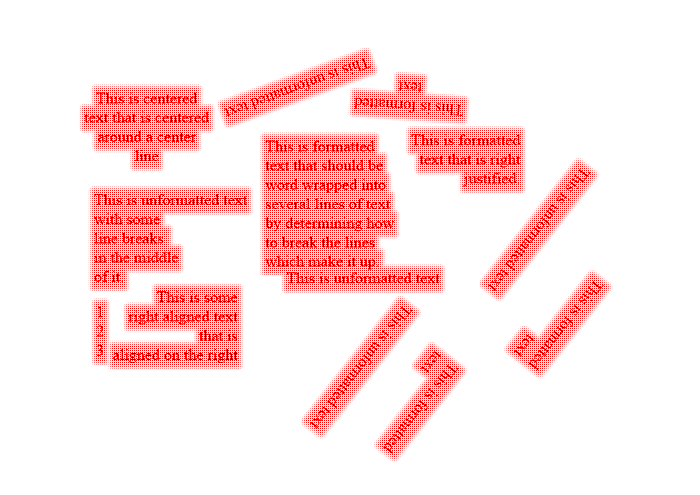 This is unformatted text
This is formatted
text
This is centered
text that is centered
around a center
line
This is formatted
text that should be
word wrapped into
several lines of text
by determining how
to break the lines
which make it up
This is formatted
text that is right
justified.
This is unformatted text
with some
line breaks
in the middle
of it.
This is unformatted text
This is unformatted text
1
2
3
This is some
right aligned text
that is
aligned on the right
This is unformatted text
This is formatted
text
This is formatted
text